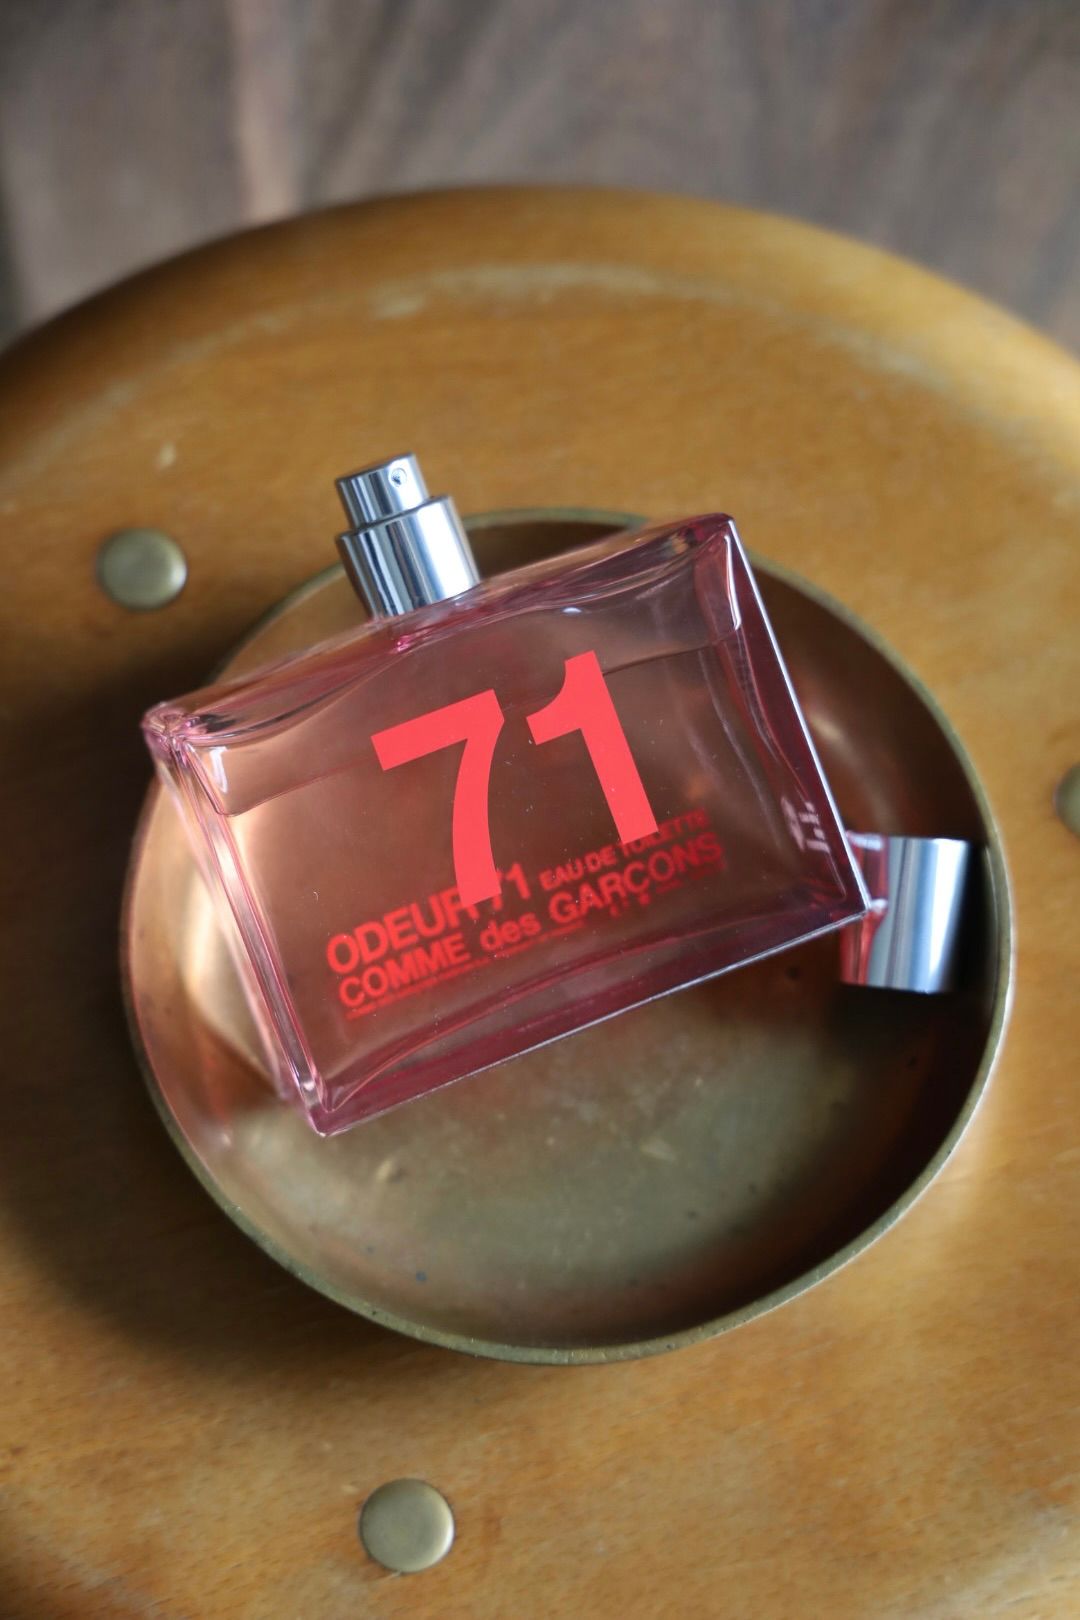 71
ODEUR 71 EAU DE TOILETTE
COMME des GARÇONS